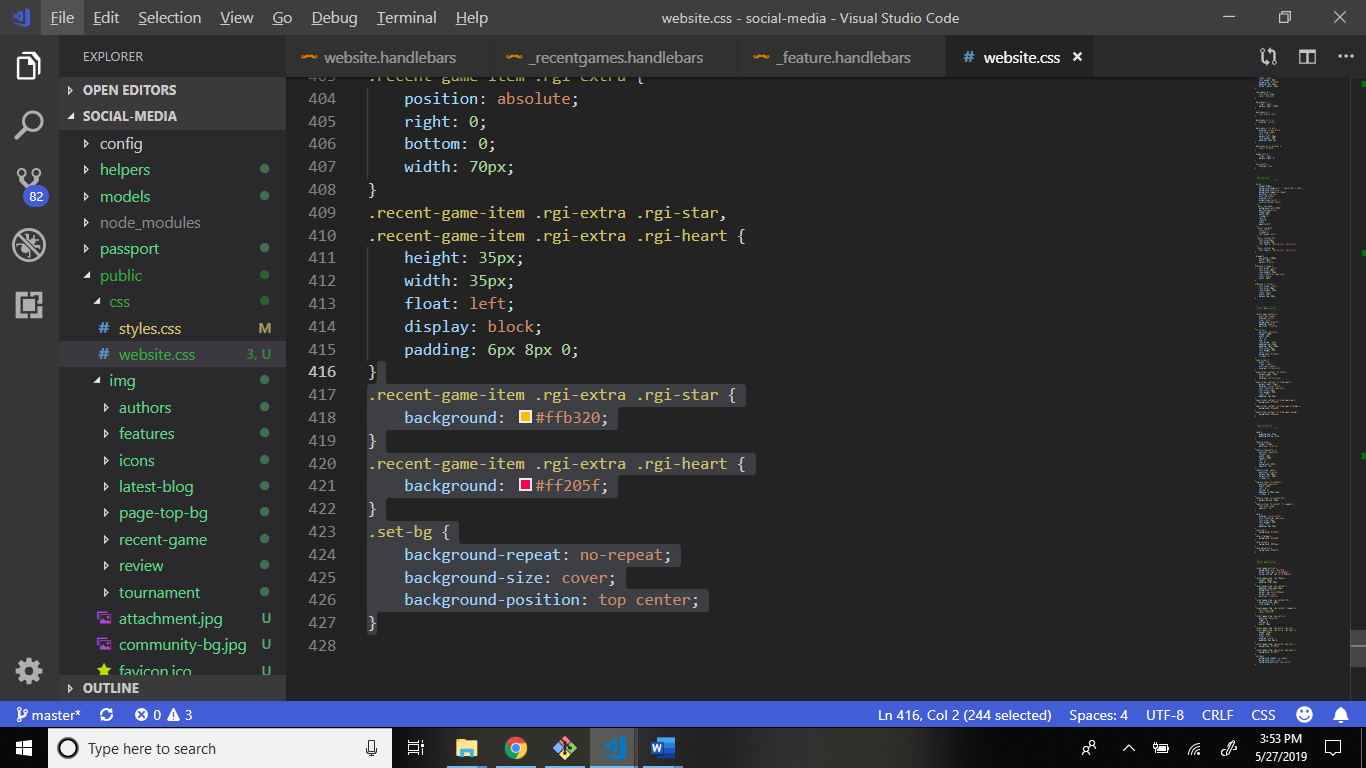 File Edit Selection View Go Debug Terminal Help
website.css - social-media - Visual Studio Code
EXPLORER
website.handlebars
_recentgames.handlebars
_feature.handlebars
# website.css
OPEN EDITORS
SOCIAL-MEDIA
config
helpers
models
node_modules
passport
public
css
# styles.css M
# website.css 3, U
img
authors
features
icons
latest-blog
page-top-bg
recent-game
review
tournament
attachment.jpg U
community-bg.jpg U
favicon.ico U
OUTLINE
82
403 .recent-game-item .rgi-extra {
404 position: absolute;
405 right: 0;
406 bottom: 0;
407 width: 70px;
408 }
409 .recent-game-item .rgi-extra .rgi-star,
410 .recent-game-item .rgi-extra .rgi-heart {
411 height: 35px;
412 width: 35px;
413 float: left;
414 display: block;
415 padding: 6px 8px 0;
416 }
417 .recent-game-item .rgi-extra .rgi-star {
418 background: #ffb320;
419 }
420 .recent-game-item .rgi-extra .rgi-heart {
421 background: #ff205f;
422 }
423 .set-bg {
424 background-repeat: no-repeat;
425 background-size: cover;
426 background-position: top center;
427 }
428
master* 0 3
Ln 416, Col 2 (244 selected) Spaces: 4 UTF-8 CRLF CSS
Type here to search
3:53 PM
5/27/2019